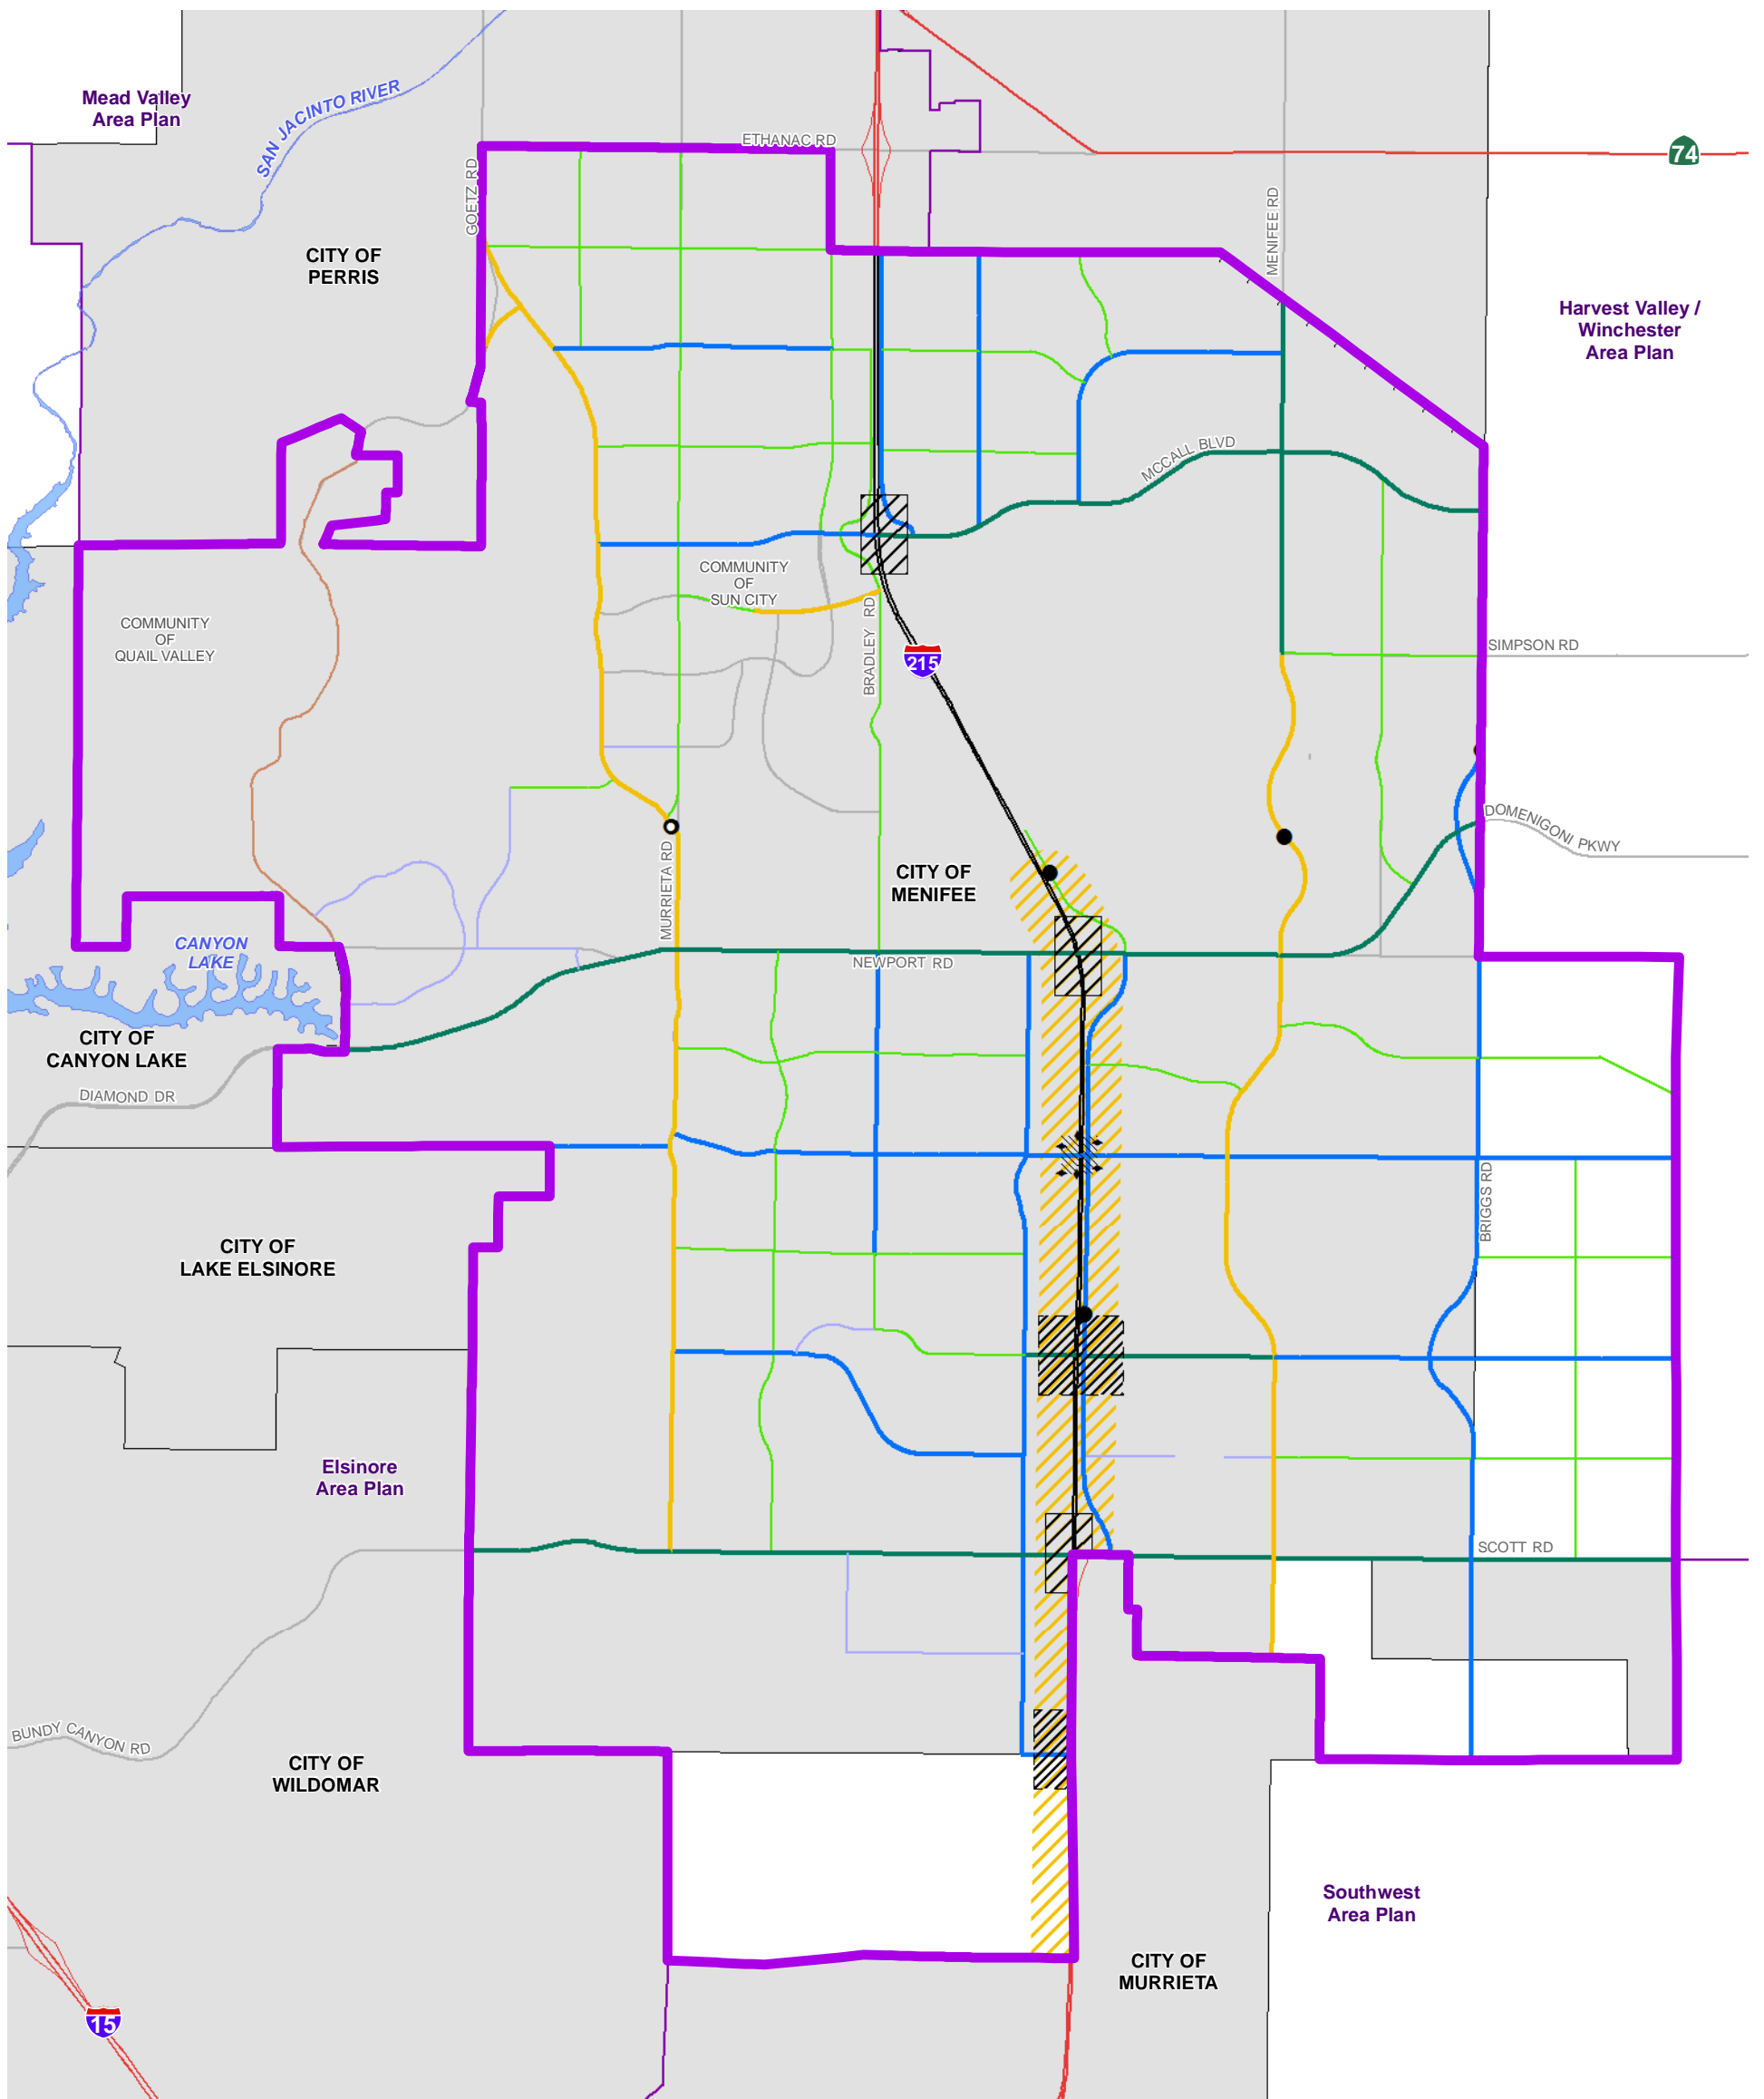 Mead Valley
Area Plan
SAN JACINTO RIVER
ETHANAC RD
74
GOETZ RD
MENIFEE RD
CITY OF
PERRIS
Harvest Valley /
Winchester
Area Plan
MCCALL BLVD
COMMUNITY
OF
SUN CITY
BRADLEY RD
COMMUNITY
OF
QUAIL VALLEY
215
SIMPSON RD
DOMENIGONI PKWY
MURRIETA RD
CITY OF
MENIFEE
CANYON
LAKE
NEWPORT RD
CITY OF
CANYON LAKE
DIAMOND DR
BRIGGS RD
CITY OF
LAKE ELSINORE
Elsinore
Area Plan
SCOTT RD
BUNDY CANYON RD
CITY OF
WILDOMAR
Southwest
Area Plan
CITY OF
MURRIETA
15